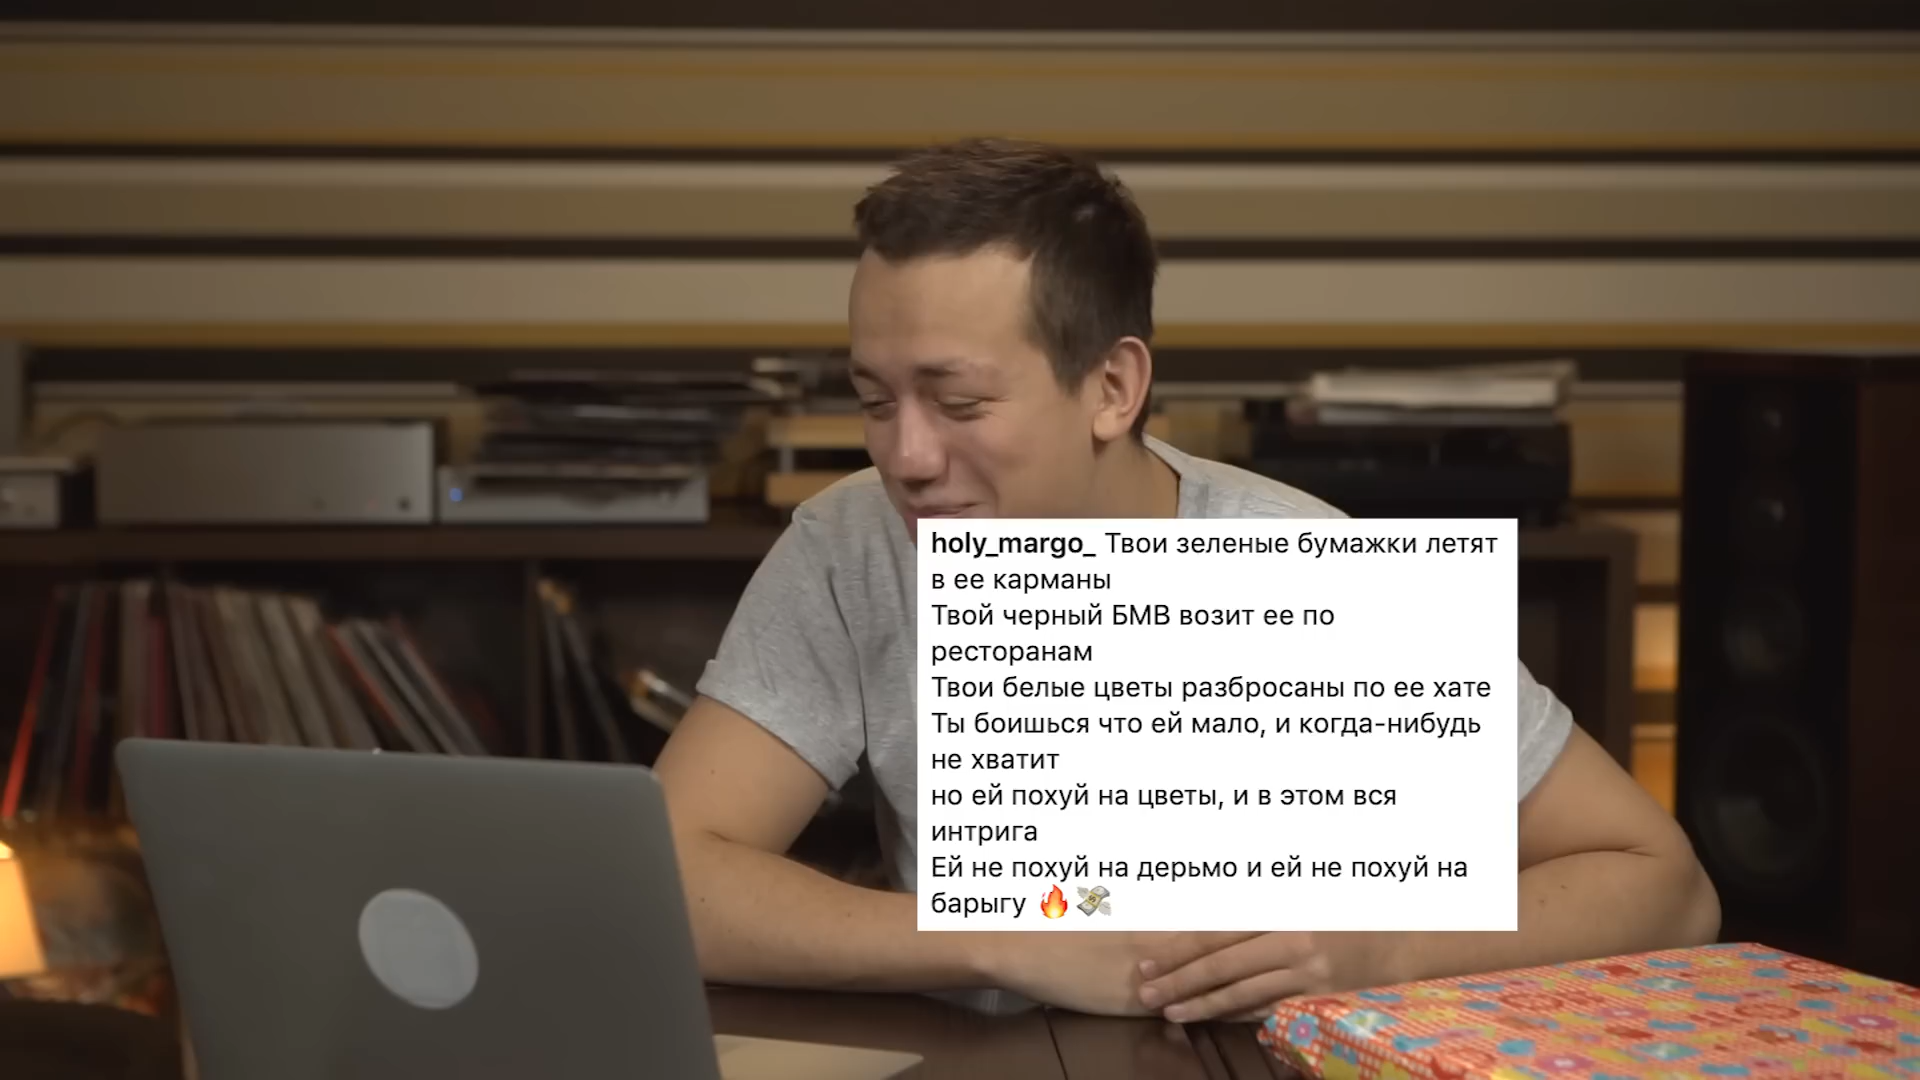 holy_margo_ Твои зеленые бумажки летят
в ее карманы
Твой черный БМВ возит ее по
ресторанам
Твои белые цветы разбросаны по ее хате
Ты боишься что ей мало, и когда-нибудь
не хватит
но ей похуй на цветы, и в этом вся
интрига
Ей не похуй на дерьмо и ей не похуй на
барыгу 🔥💸